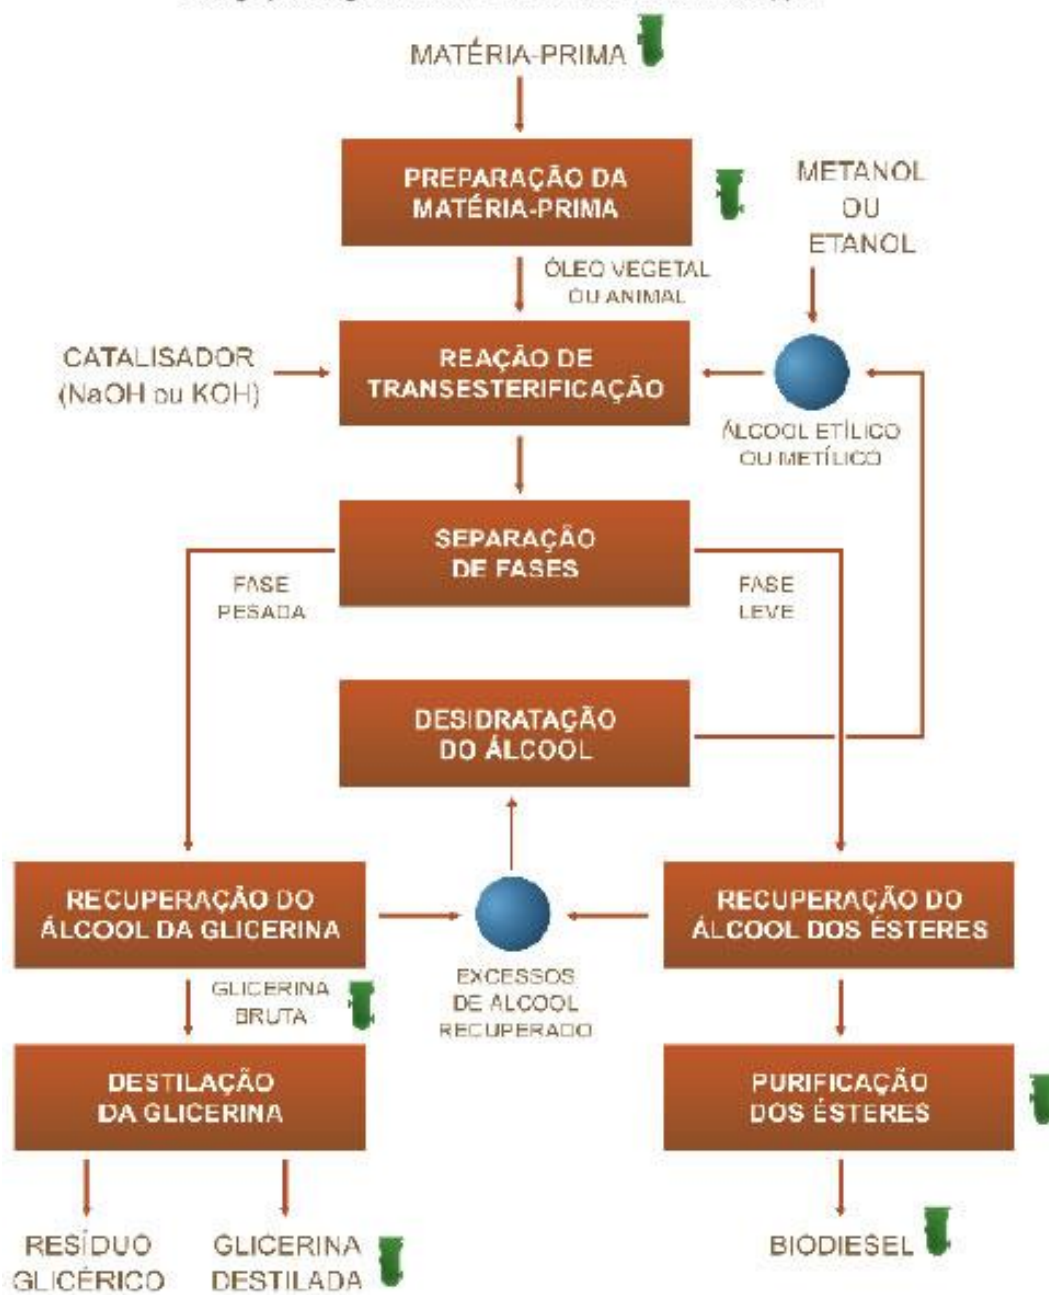 MATÉRIA-PRIMA
PREPARAÇÃO DA
MATÉRIA-PRIMA
METANOL
OU
ETANOL
ÓLEO VEGETAL
OU ANIMAL
CATALISADOR
(NaOH ou KOH)
REAÇÃO DE
TRANSESTERIFICAÇÃO
ÁLCOOL ETÍLICO
OU METÍLICO
SEPARAÇÃO
DE FASES
FASE
PESADA
FASE
LEVE
DESIDRATAÇÃO
DO ÁLCOOL
RECUPERAÇÃO DO
ÁLCOOL DA GLICERINA
RECUPERAÇÃO DO
ÁLCOOL DOS ÉSTERES
EXCESSOS
DE ÁLCOOL
RECUPERADO
GLICERINA
BRUTA
DESTILAÇÃO
DA GLICERINA
PURIFICAÇÃO
DOS ÉSTERES
RESÍDUO
GLICÉRICO
GLICERINA
DESTILADA
BIODIESEL